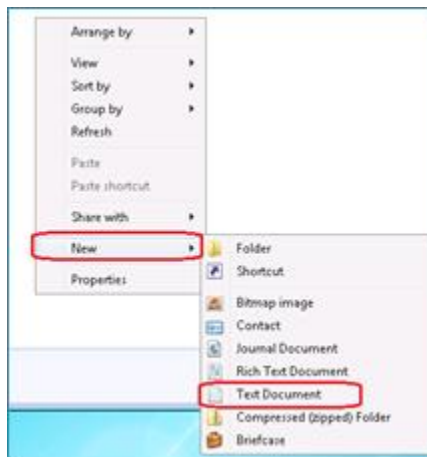 Arrange by
View
Sort by
Group by
Refresh
Paste
Paste shortcut
Share with
New
Properties
Folder
Shortcut
Bitmap image
Contact
Journal Document
Rich Text Document
Text Document
Compressed (zipped) Folder
Briefcase